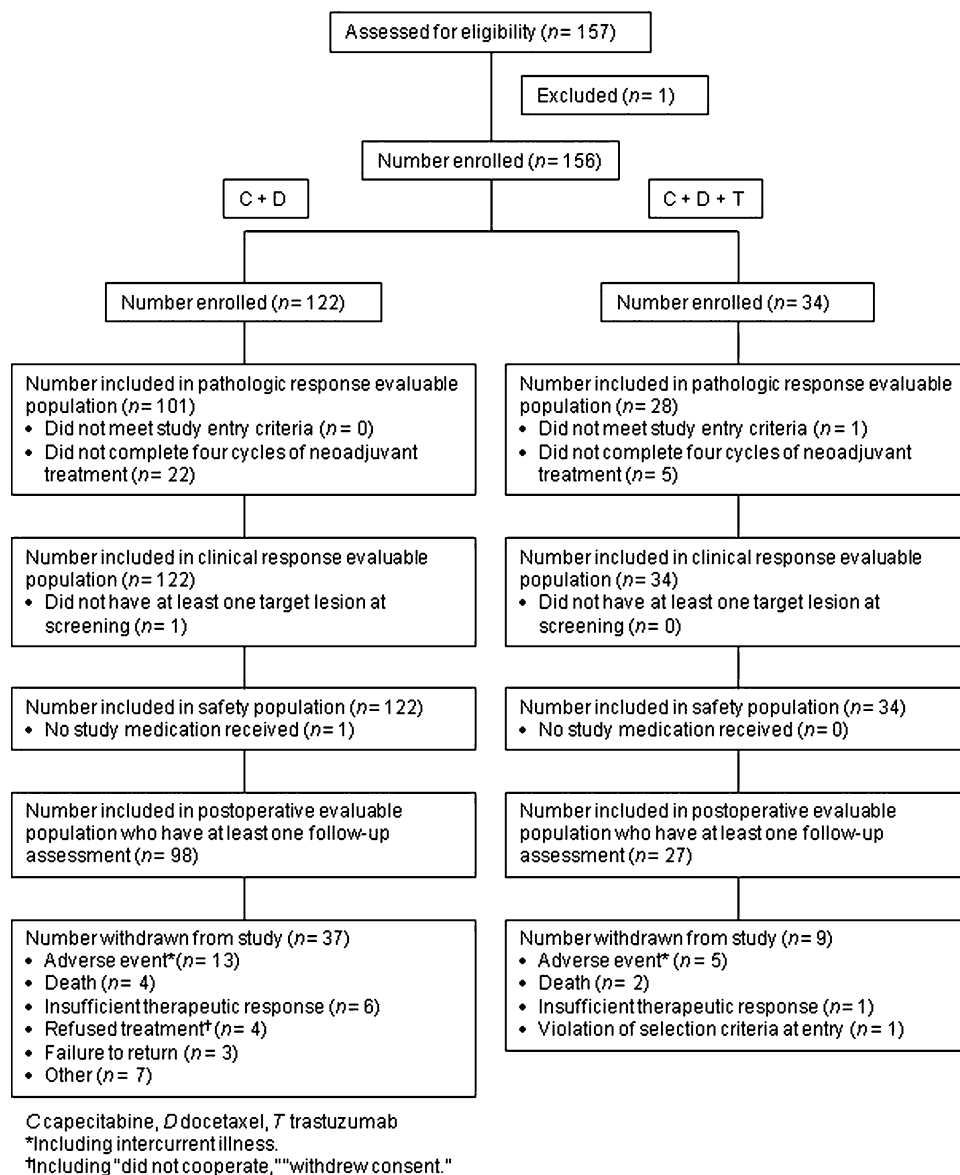 Assessed for eligibility (n= 157)
Excluded (n= 1)
Number enrolled (n= 156)
C + D
C + D + T
Number enrolled (n= 122)
Number included in pathologic response evaluable
population (n= 101)
• Did not meet study entry criteria (n= 0)
• Did not complete four cycles of neoadjuvant
treatment (n= 22)
Number included in clinical response evaluable
population (n= 122)
• Did not have at least one target lesion at
screening (n= 1)
Number included in safety population (n= 122)
• No study medication received (n= 1)
Number included in postoperative evaluable
population who have at least one follow-up
assessment (n= 98)
Number withdrawn from study (n= 37)
• Adverse event* (n= 13)
• Death (n= 4)
• Insufficient therapeutic response (n= 6)
• Refused treatment† (n= 4)
• Failure to return (n= 3)
• Other (n= 7)
Number enrolled (n= 34)
Number included in pathologic response evaluable
population (n= 28)
• Did not meet study entry criteria (n= 1)
• Did not complete four cycles of neoadjuvant
treatment (n= 5)
Number included in clinical response evaluable
population (n= 34)
• Did not have at least one target lesion at
screening (n= 0)
Number included in safety population (n= 34)
• No study medication received (n= 0)
Number included in postoperative evaluable
population who have at least one follow-up
assessment (n= 27)
Number withdrawn from study (n= 9)
• Adverse event* (n= 5)
• Death (n= 2)
• Insufficient therapeutic response (n= 1)
• Violation of selection criteria at entry (n= 1)
C capecitabine, D docetaxel, T trastuzumab
*Including intercurrent illness.
†Including "did not cooperate,""withdrew consent."